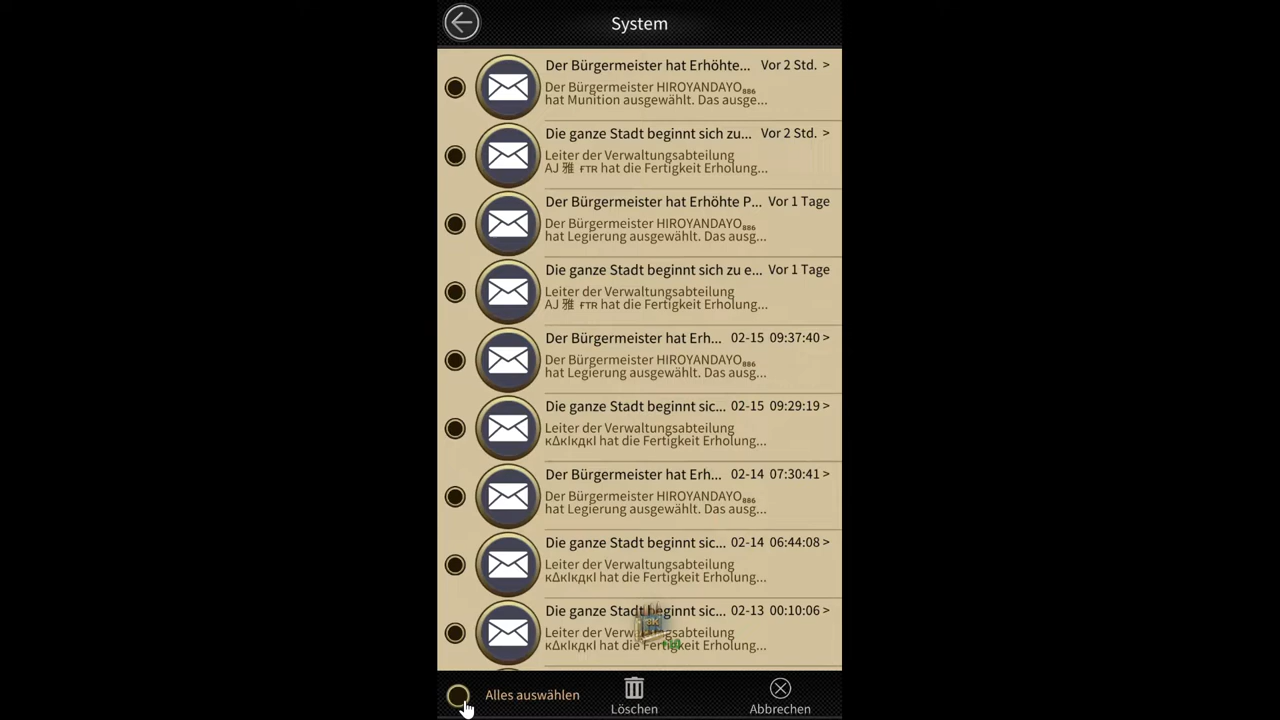 System
Der Bürgermeister hat Erhöhte... Vor 2 Std. >
Der Bürgermeister HIROYANDAYO₈₈₆
hat Munition ausgewählt. Das ausge...
Die ganze Stadt beginnt sich zu... Vor 2 Std. >
Leiter der Verwaltungsabteilung
AJ 雅 ғᴛʀ hat die Fertigkeit Erholung...
Der Bürgermeister hat Erhöhte P... Vor 1 Tage
Der Bürgermeister HIROYANDAYO₈₈₆
hat Legierung ausgewählt. Das ausg...
Die ganze Stadt beginnt sich zu e... Vor 1 Tage
Leiter der Verwaltungsabteilung
AJ 雅 ғᴛʀ hat die Fertigkeit Erholung...
Der Bürgermeister hat Erh... 02-15 09:37:40 >
Der Bürgermeister HIROYANDAYO₈₈₆
hat Legierung ausgewählt. Das ausg...
Die ganze Stadt beginnt sic... 02-15 09:29:19 >
Leiter der Verwaltungsabteilung
κΔκIκдκI hat die Fertigkeit Erholung...
Der Bürgermeister hat Erh... 02-14 07:30:41 >
Der Bürgermeister HIROYANDAYO₈₈₆
hat Legierung ausgewählt. Das ausg...
Die ganze Stadt beginnt sic... 02-14 06:44:08 >
Leiter der Verwaltungsabteilung
κΔκIκдκI hat die Fertigkeit Erholung...
Die ganze Stadt beginnt sic... 02-13 00:10:06 >
Leiter der Verwaltungsabteilung
κΔκIκдκI hat die Fertigkeit Erholung...
Alles auswählen
Löschen
Abbrechen